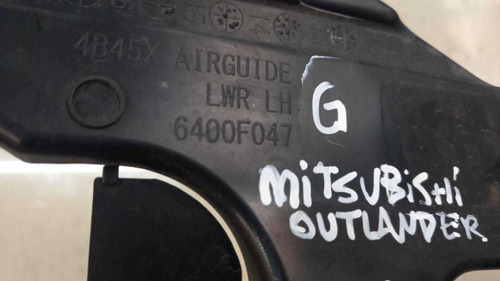 4B45X AIRGUIDE
LWR LH
6400F047
G
MITSUBiSHi
OUTLANDER.